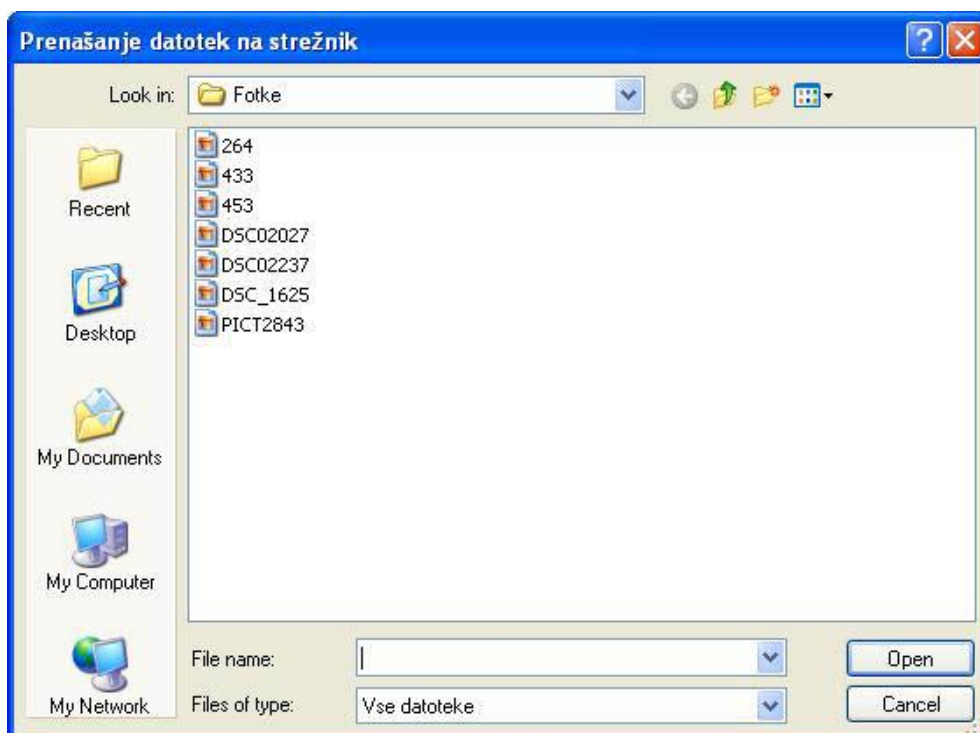 Prenašanje datotek na strežnik
Look in: Fotke
264
433
453
DSC02027
DSC02237
DSC_1625
PICT2843
Recent
Desktop
My Documents
My Computer
My Network
File name: Open
Files of type: Vse datoteke Cancel